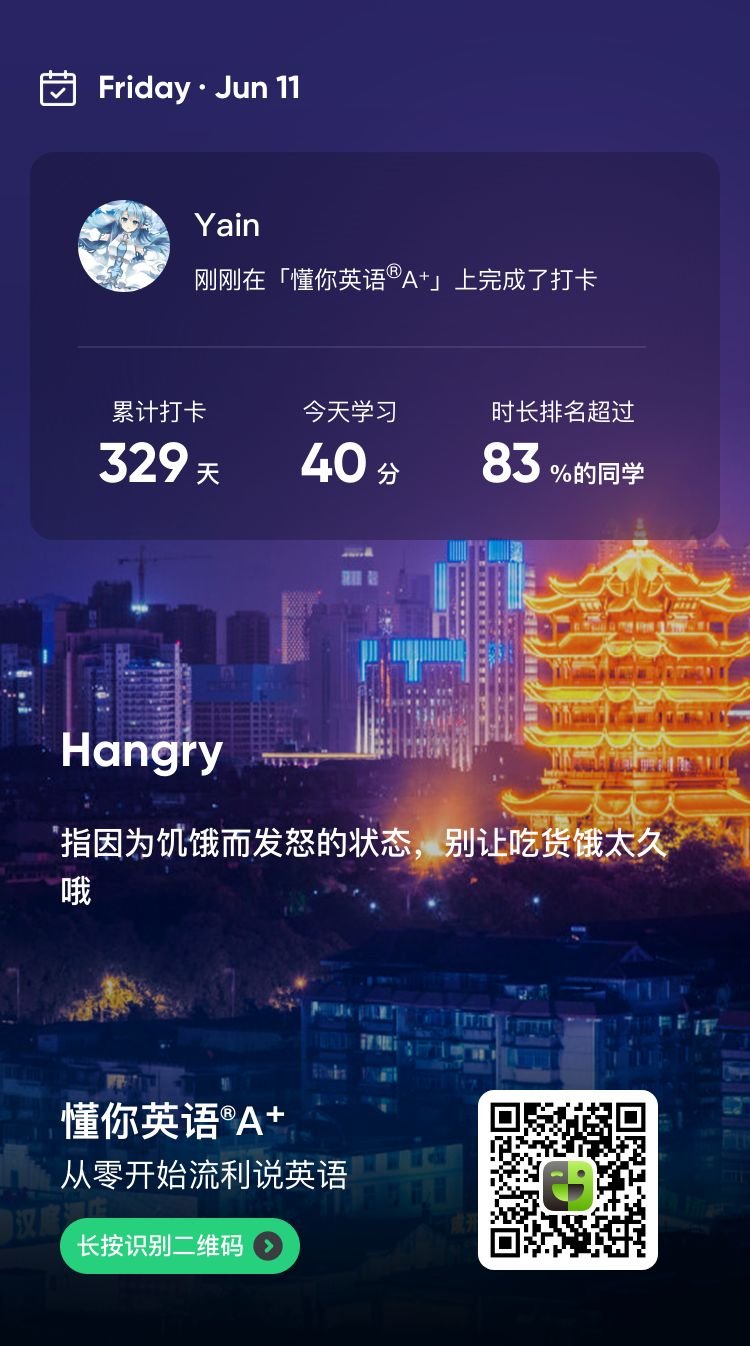 Friday · Jun 11
Yain
刚刚在「懂你英语®A⁺」上完成了打卡
累计打卡
329 天
今天学习
40 分
时长排名超过
83 %的同学
Hangry
指因为饥饿而发怒的状态，别让吃货饿太久
哦
懂你英语®A⁺
从零开始流利说英语
长按识别二维码